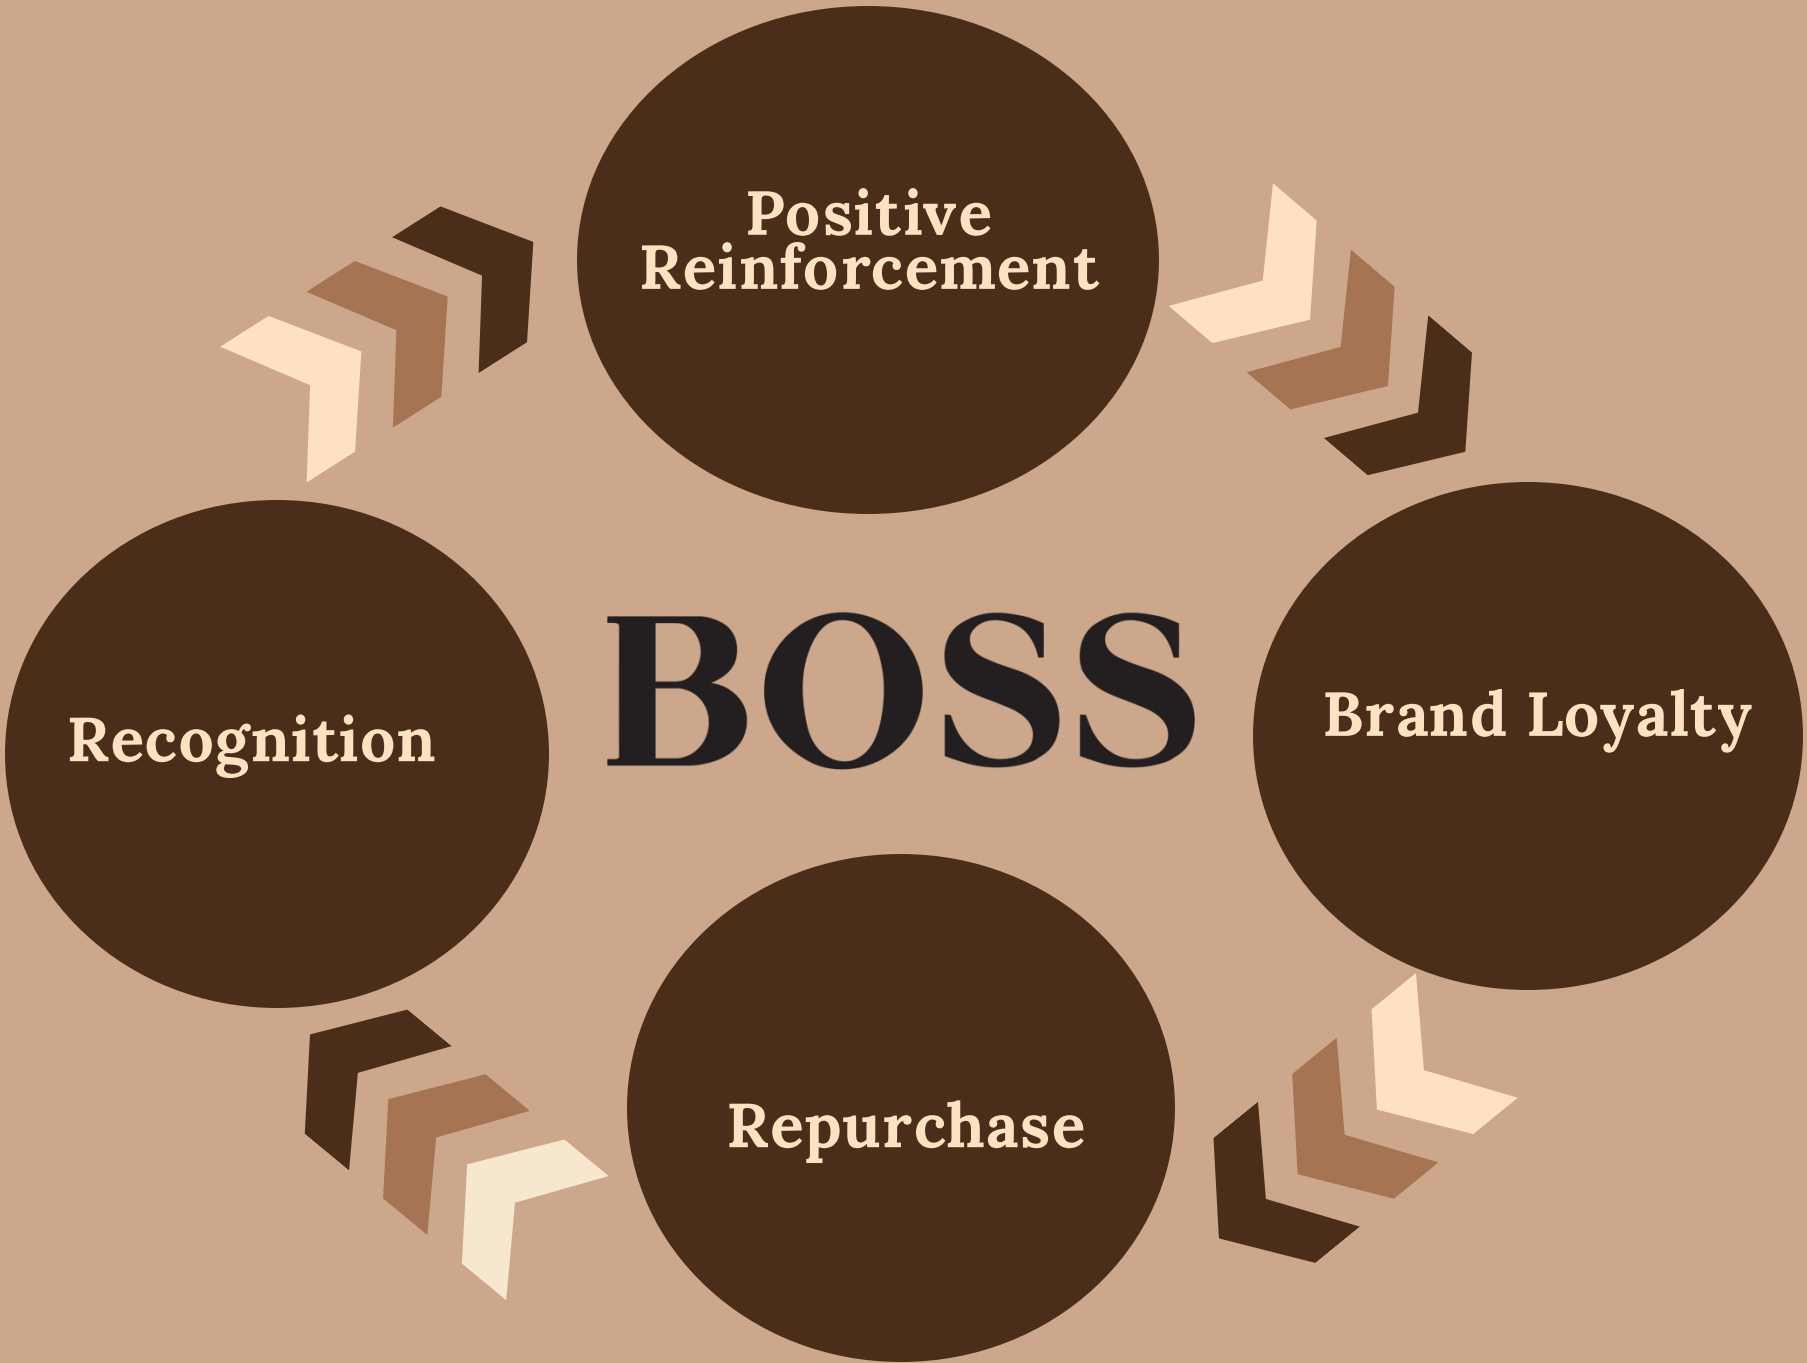 Positive
Reinforcement
Recognition
BOSS
Brand Loyalty
Repurchase